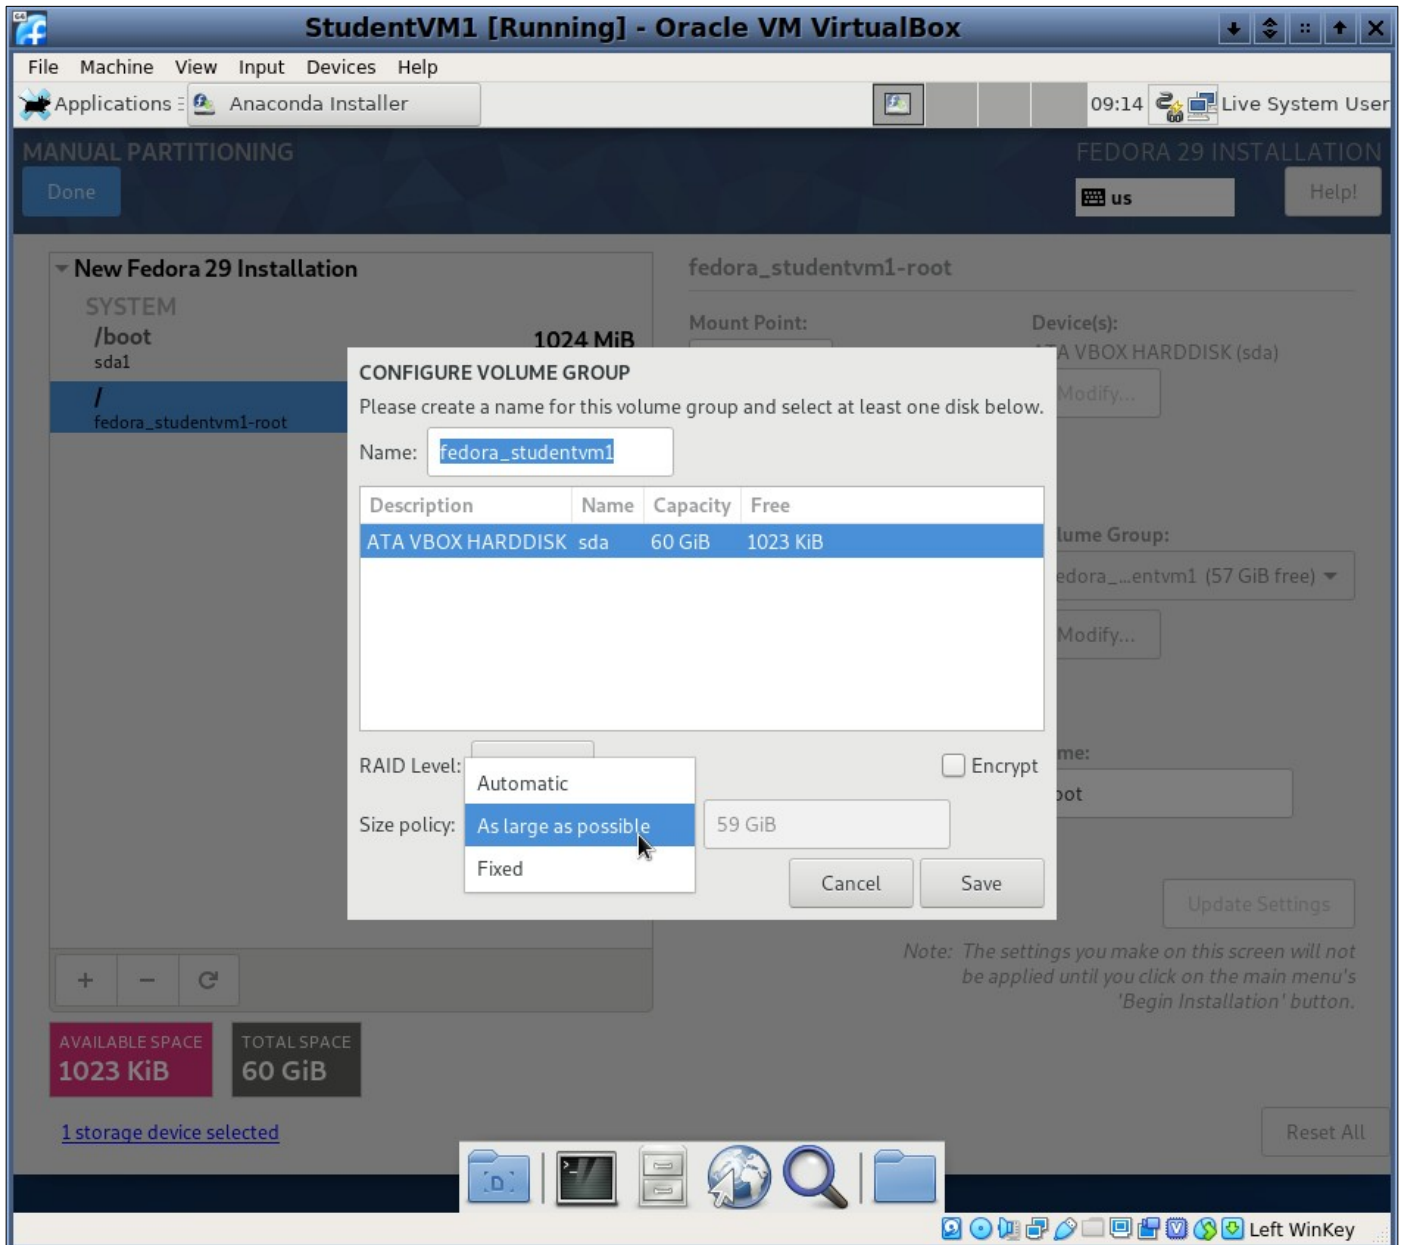 StudentVM1 [Running] - Oracle VM VirtualBox
File Machine View Input Devices Help
Applications Anaconda Installer 09:14 Live System User
MANUAL PARTITIONING FEDORA 29 INSTALLATION
Done us Help!
New Fedora 29 Installation
SYSTEM
/boot 1024 MiB
sda1
/
fedora_studentvm1-root
fedora_studentvm1-root
Mount Point: Device(s):
ATA VBOX HARDDISK (sda)
Modify...
CONFIGURE VOLUME GROUP
Please create a name for this volume group and select at least one disk below.
Name: fedora_studentvm1
Description Name Capacity Free
ATA VBOX HARDDISK sda 60 GiB 1023 KiB
RAID Level: Encrypt
Automatic
Size policy: As large as possible 59 GiB
Fixed
Cancel Save
lume Group:
edora_...entvm1 (57 GiB free)
Modify...
me:
oot
Update Settings
Note: The settings you make on this screen will not
be applied until you click on the main menu's
'Begin Installation' button.
+ −
AVAILABLE SPACE TOTAL SPACE
1023 KiB 60 GiB
1 storage device selected
Reset All
Left WinKey